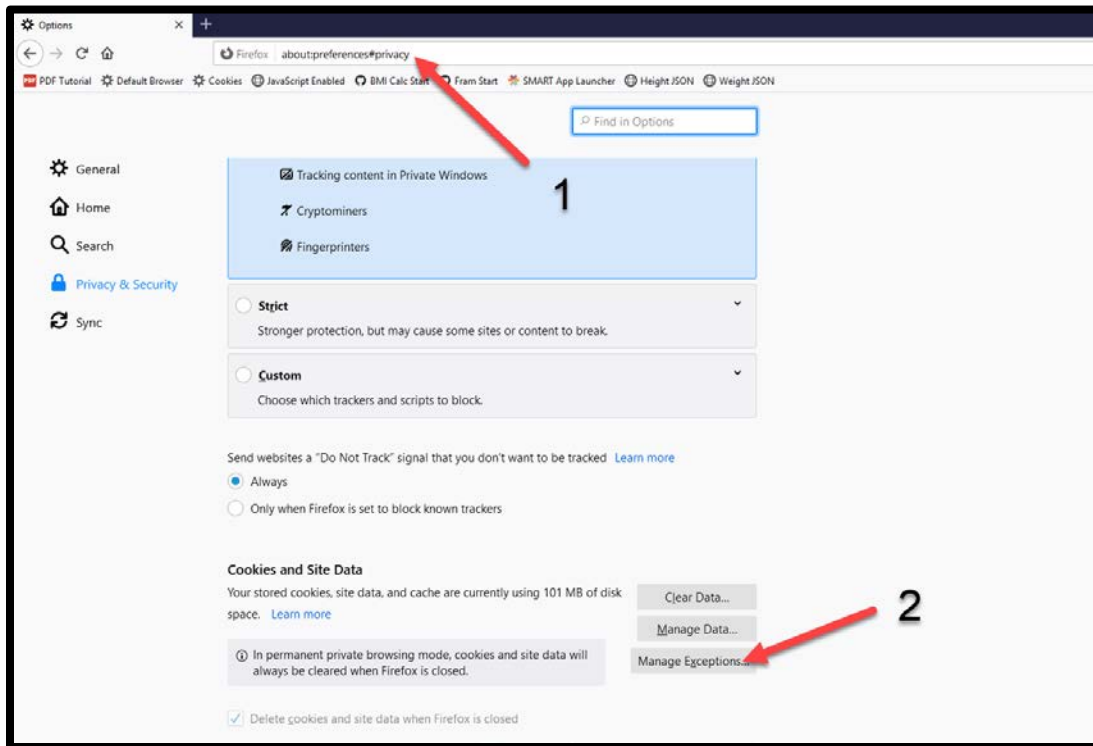 Options
Firefox about:preferences#privacy
PDF Tutorial Default Browser Cookies JavaScript Enabled BMI Calc Start Fram Start SMART App Launcher Height JSON Weight JSON
Find in Options
1
General
Home
Search
Privacy & Security
Sync
Tracking content in Private Windows
Cryptominers
Fingerprinters
Strict
Stronger protection, but may cause some sites or content to break.
Custom
Choose which trackers and scripts to block.
Send websites a “Do Not Track” signal that you don’t want to be tracked Learn more
Always
Only when Firefox is set to block known trackers
Cookies and Site Data
Your stored cookies, site data, and cache are currently using 101 MB of disk
space. Learn more
In permanent private browsing mode, cookies and site data will
always be cleared when Firefox is closed.
Clear Data...
Manage Data...
Manage Exceptions...
2
Delete cookies and site data when Firefox is closed